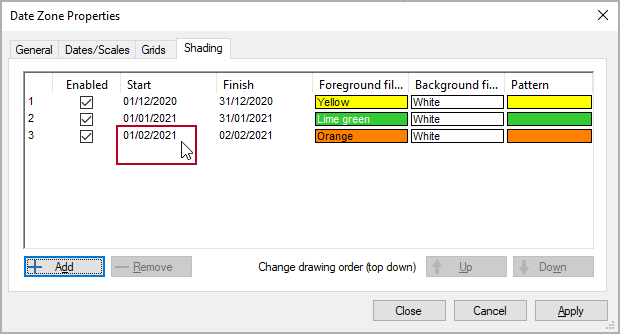 Date Zone Properties
General Dates/Scales Grids Shading
Enabled Start Finish Foreground fil... Background fi... Pattern
1 01/12/2020 31/12/2020 Yellow White
2 01/01/2021 31/01/2021 Lime green White
3 01/02/2021 02/02/2021 Orange White
Add Remove Change drawing order (top down) Up Down
Close Cancel Apply